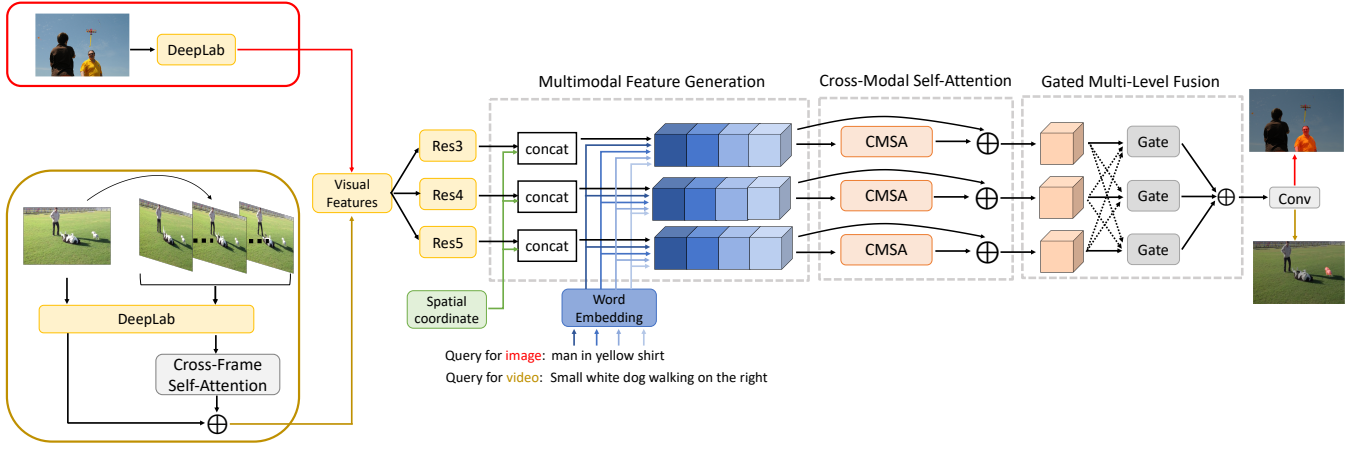 DeepLab
Multimodal Feature Generation
Cross-Modal Self-Attention
Gated Multi-Level Fusion
Res3
concat
CMSA
Gate
Visual
Features
Res4
concat
CMSA
Gate
Conv
Res5
concat
CMSA
Gate
Spatial
coordinate
Word
Embedding
DeepLab
Cross-Frame
Self-Attention
Query for image: man in yellow shirt
Query for video: Small white dog walking on the right